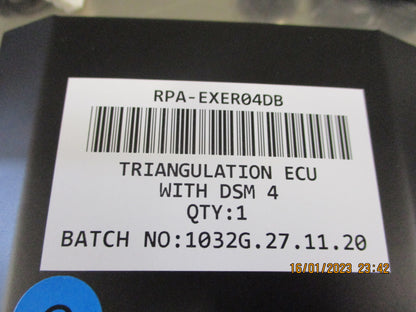 RPA-EXER04DB
TRIANGULATION ECU
WITH DSM 4
QTY:1
BATCH NO:1032G.27.11.20
16/01/2023 23:42